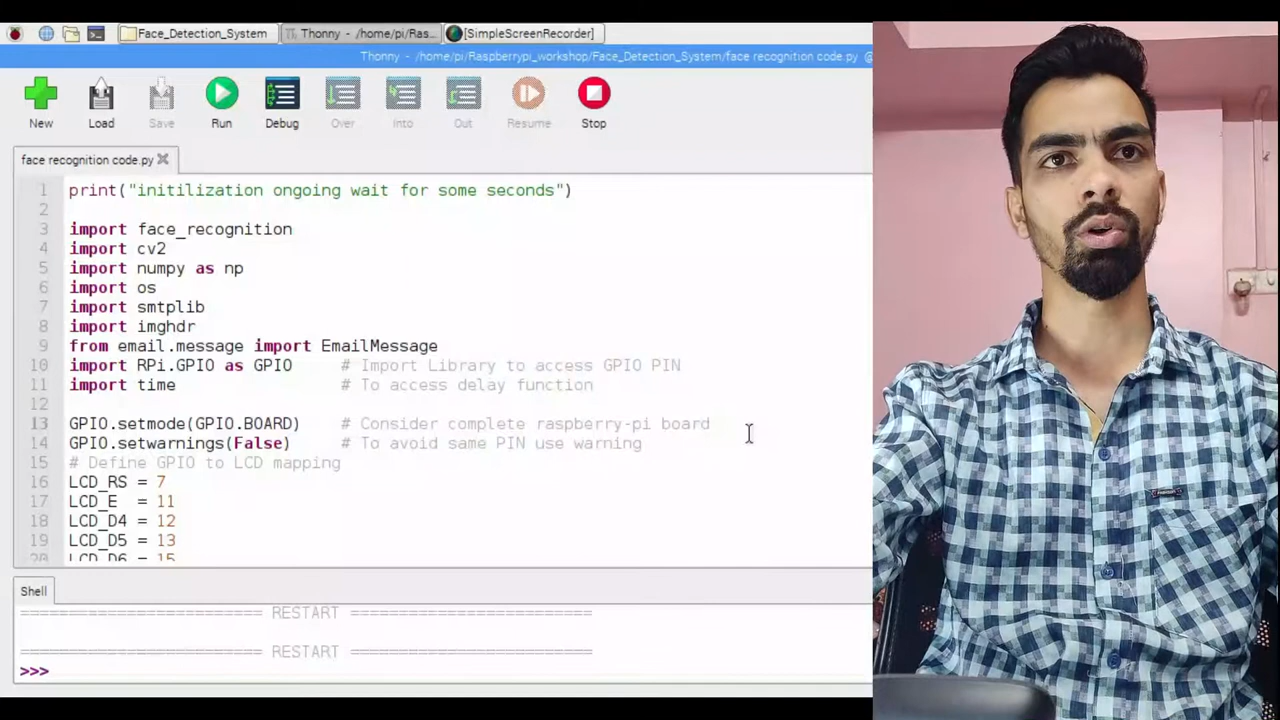 Face_Detection_System
Thonny - /home/pi/Ras...
[SimpleScreenRecorder]
Thonny - /home/pi/Raspberrypi_workshop/Face_Detection_System/face recognition code.py @
New
Load
Save
Run
Debug
Over
Into
Out
Resume
Stop
face recognition code.py
1 print("initilization ongoing wait for some seconds")
2
3 import face_recognition
4 import cv2
5 import numpy as np
6 import os
7 import smtplib
8 import imghdr
9 from email.message import EmailMessage
10 import RPi.GPIO as GPIO # Import Library to access GPIO PIN
11 import time # To access delay function
12
13 GPIO.setmode(GPIO.BOARD) # Consider complete raspberry-pi board
14 GPIO.setwarnings(False) # To avoid same PIN use warning
15 # Define GPIO to LCD mapping
16 LCD_RS = 7
17 LCD_E = 11
18 LCD_D4 = 12
19 LCD_D5 = 13
20 LCD_D6 = 15
Shell
========================= RESTART ==========================
========================= RESTART ==========================
>>>